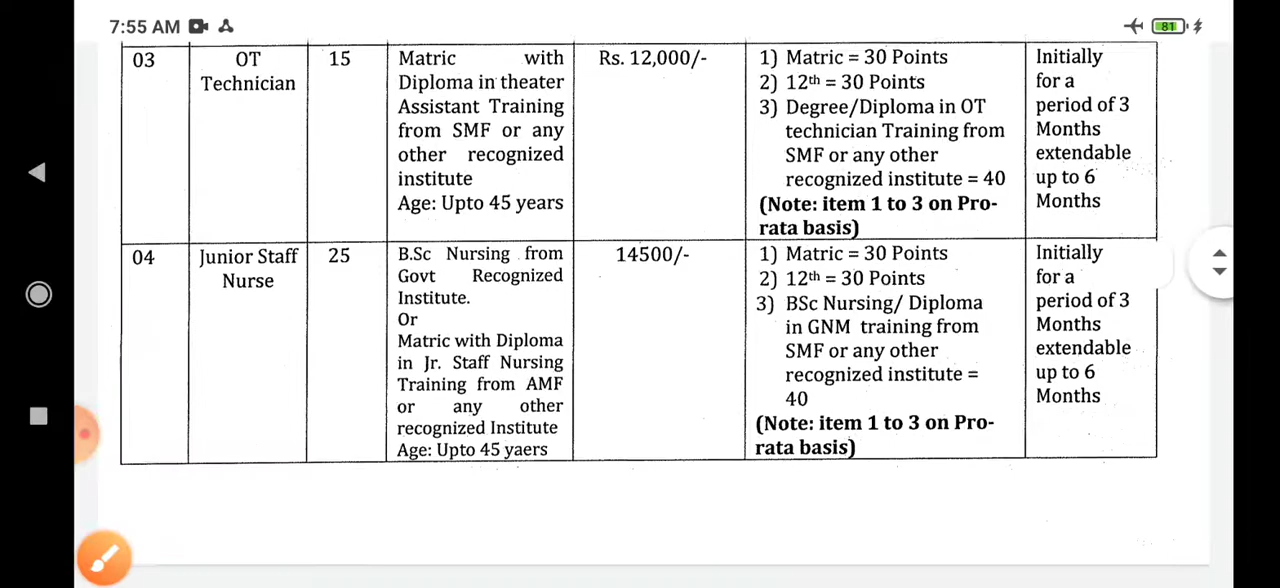 7:55 AM
81
03
OT
Technician
15
Matric with
Diploma in theater
Assistant Training
from SMF or any
other recognized
institute
Age: Upto 45 years
Rs. 12,000/-
1) Matric = 30 Points
2) 12th = 30 Points
3) Degree/Diploma in OT
technician Training from
SMF or any other
recognized institute = 40
(Note: item 1 to 3 on Pro-
rata basis)
Initially
for a
period of 3
Months
extendable
up to 6
Months
04
Junior Staff
Nurse
25
B.Sc Nursing from
Govt Recognized
Institute.
Or
Matric with Diploma
in Jr. Staff Nursing
Training from AMF
or any other
recognized Institute
Age: Upto 45 yaers
14500/-
1) Matric = 30 Points
2) 12th = 30 Points
3) BSc Nursing/ Diploma
in GNM training from
SMF or any other
recognized institute =
40
(Note: item 1 to 3 on Pro-
rata basis)
Initially
for a
period of 3
Months
extendable
up to 6
Months